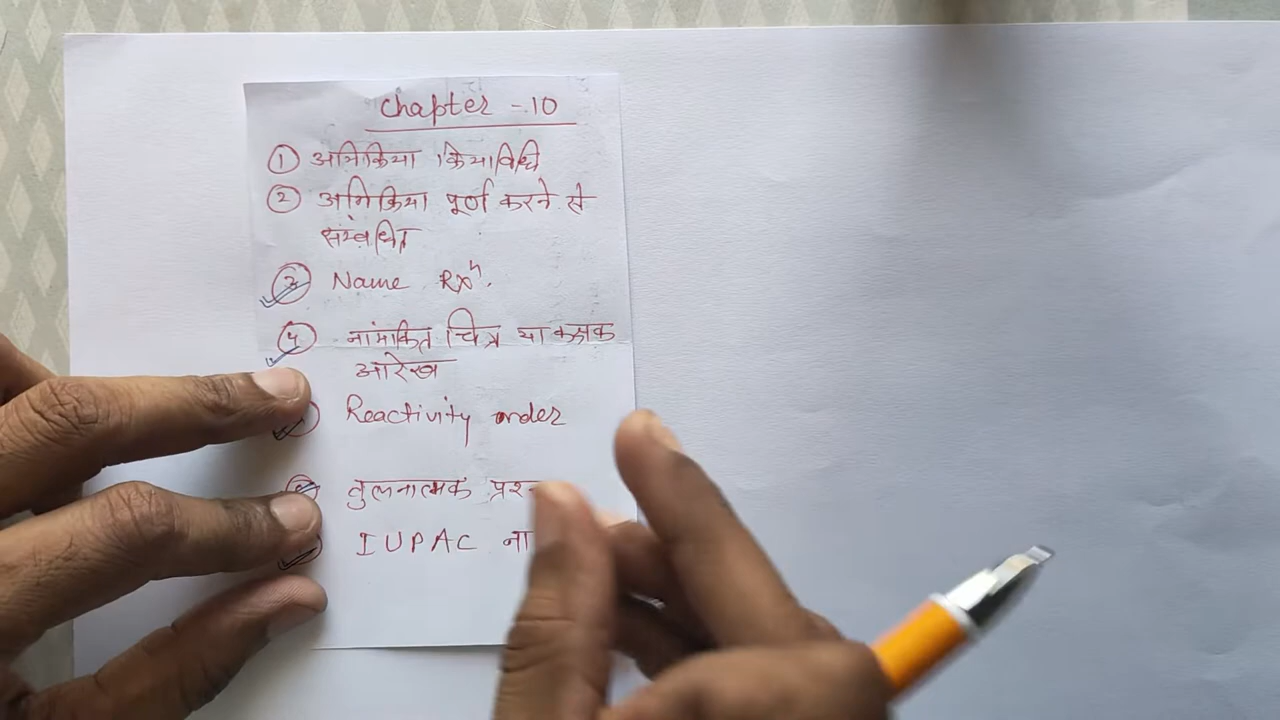 Chapter - 10
① अभिक्रिया क्रियाविधि
② अभिक्रिया पूर्ण करने से
संबंधित
③ Name Rxⁿ.
④ नामांकित चित्र या कक्षक
आरेख
Reactivity order
तुलनात्मक
IUPAC